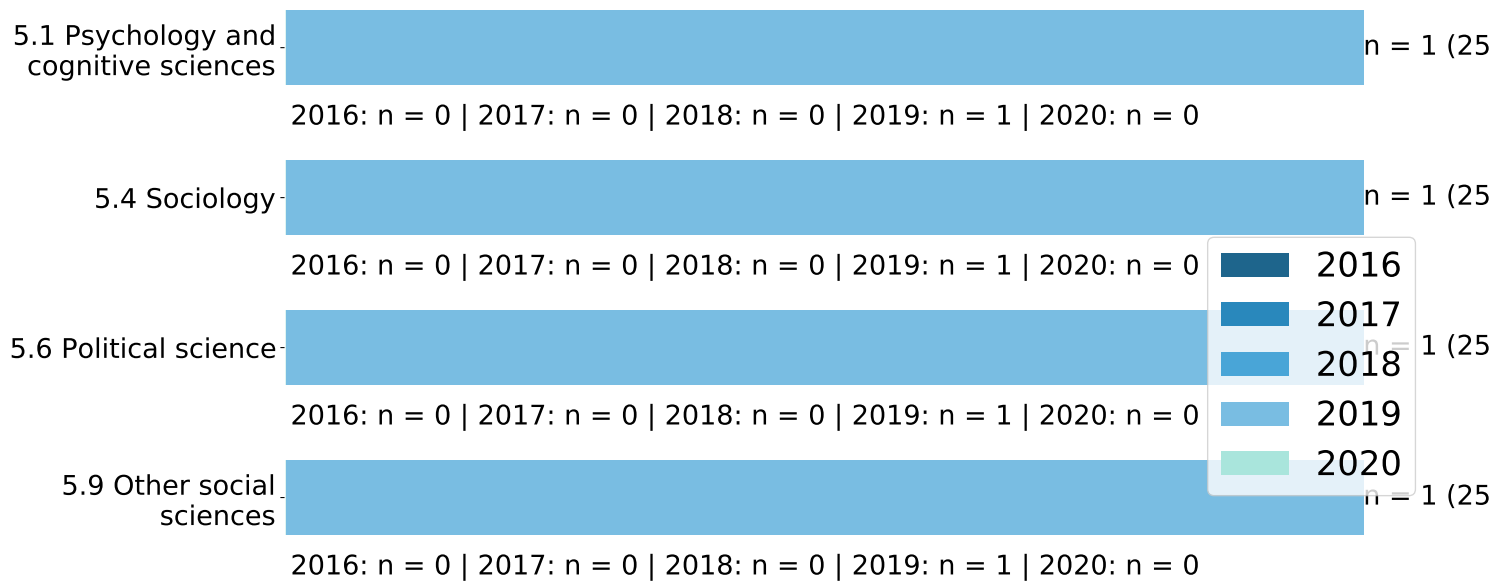 5.1 Psychology and
cognitive sciences
n = 1 (25
2016: n = 0 | 2017: n = 0 | 2018: n = 0 | 2019: n = 1 | 2020: n = 0
5.4 Sociology
n = 1 (25
2016: n = 0 | 2017: n = 0 | 2018: n = 0 | 2019: n = 1 | 2020: n = 0
5.6 Political science
n = 1 (25
2016: n = 0 | 2017: n = 0 | 2018: n = 0 | 2019: n = 1 | 2020: n = 0
5.9 Other social
sciences
n = 1 (25
2016: n = 0 | 2017: n = 0 | 2018: n = 0 | 2019: n = 1 | 2020: n = 0
2016
2017
2018
2019
2020